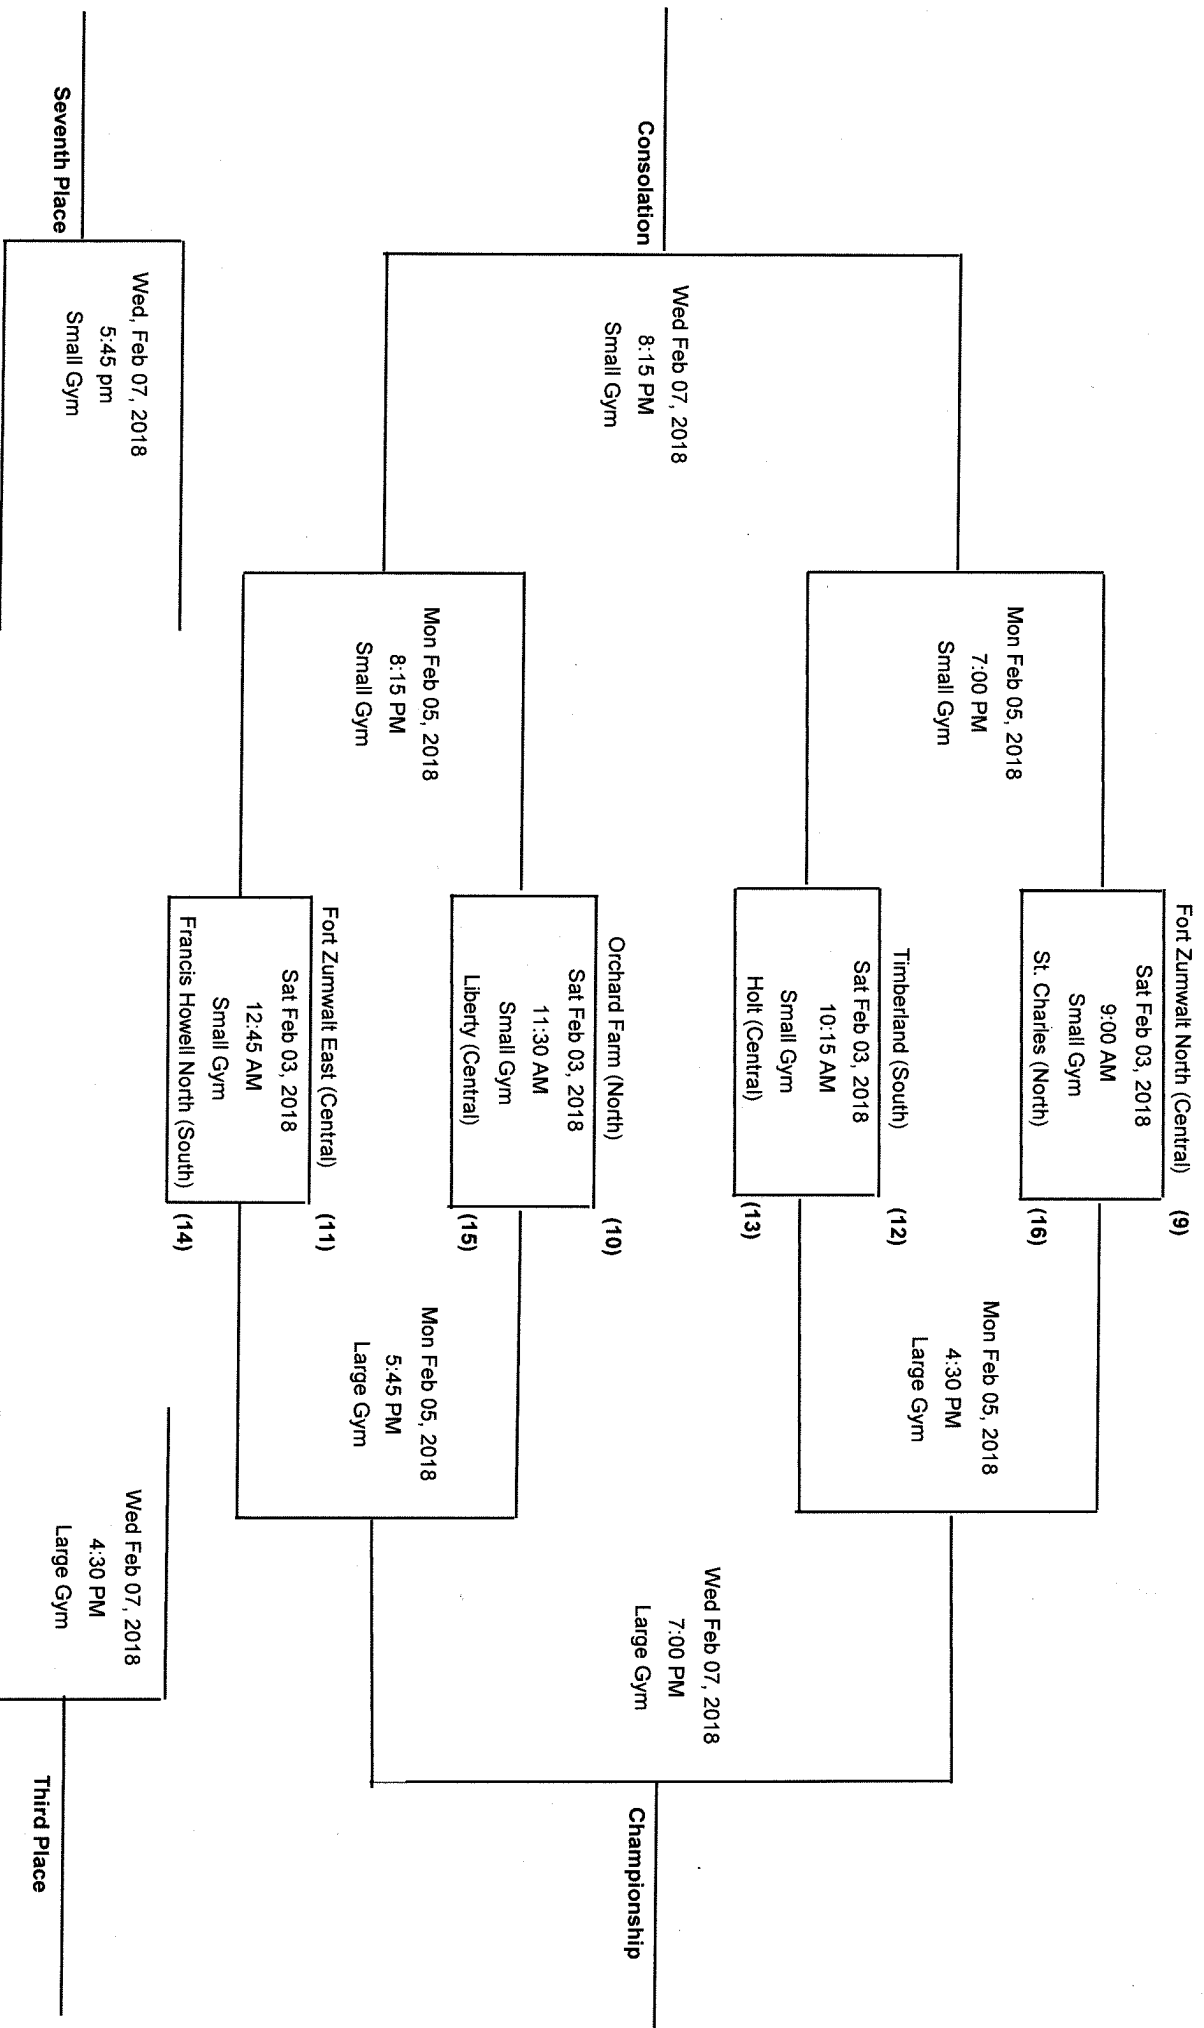 Fort Zumwalt North (Central)
(9)
Sat Feb 03, 2018
9:00 AM
Small Gym
St. Charles (North)
(16)
Mon Feb 05, 2018
7:00 PM
Small Gym
Mon Feb 05, 2018
4:30 PM
Large Gym
Timberland (South)
(12)
Sat Feb 03, 2018
10:15 AM
Small Gym
Holt (Central)
(13)
Wed Feb 07, 2018
8:15 PM
Small Gym
Consolation
Wed Feb 07, 2018
7:00 PM
Large Gym
Championship
Orchard Farm (North)
(10)
Sat Feb 03, 2018
11:30 AM
Small Gym
Liberty (Central)
(15)
Mon Feb 05, 2018
8:15 PM
Small Gym
Mon Feb 05, 2018
5:45 PM
Large Gym
Fort Zumwalt East (Central)
(11)
Sat Feb 03, 2018
12:45 AM
Small Gym
Francis Howell North (South)
(14)
Wed, Feb 07, 2018
5:45 pm
Small Gym
Seventh Place
Wed Feb 07, 2018
4:30 PM
Large Gym
Third Place